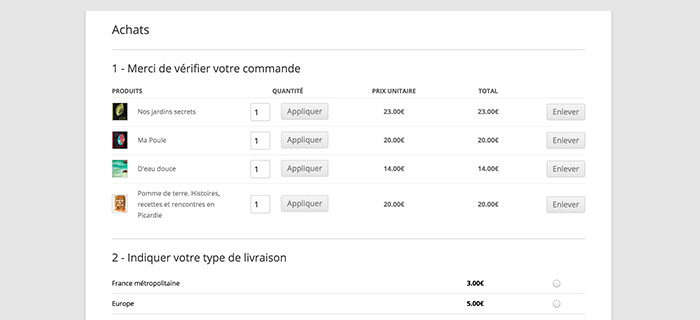 Achats
1 - Merci de vérifier votre commande
PRODUITS QUANTITÉ PRIX UNITAIRE TOTAL
Nos jardins secrets 1 Appliquer 23.00€ 23.00€ Enlever
Ma Poule 1 Appliquer 20.00€ 20.00€ Enlever
D'eau douce 1 Appliquer 14.00€ 14.00€ Enlever
Pomme de terre. Histoires,
recettes et rencontres en 1 Appliquer 20.00€ 20.00€ Enlever
Picardie
2 - Indiquer votre type de livraison
France métropolitaine 3.00€
Europe 5.00€